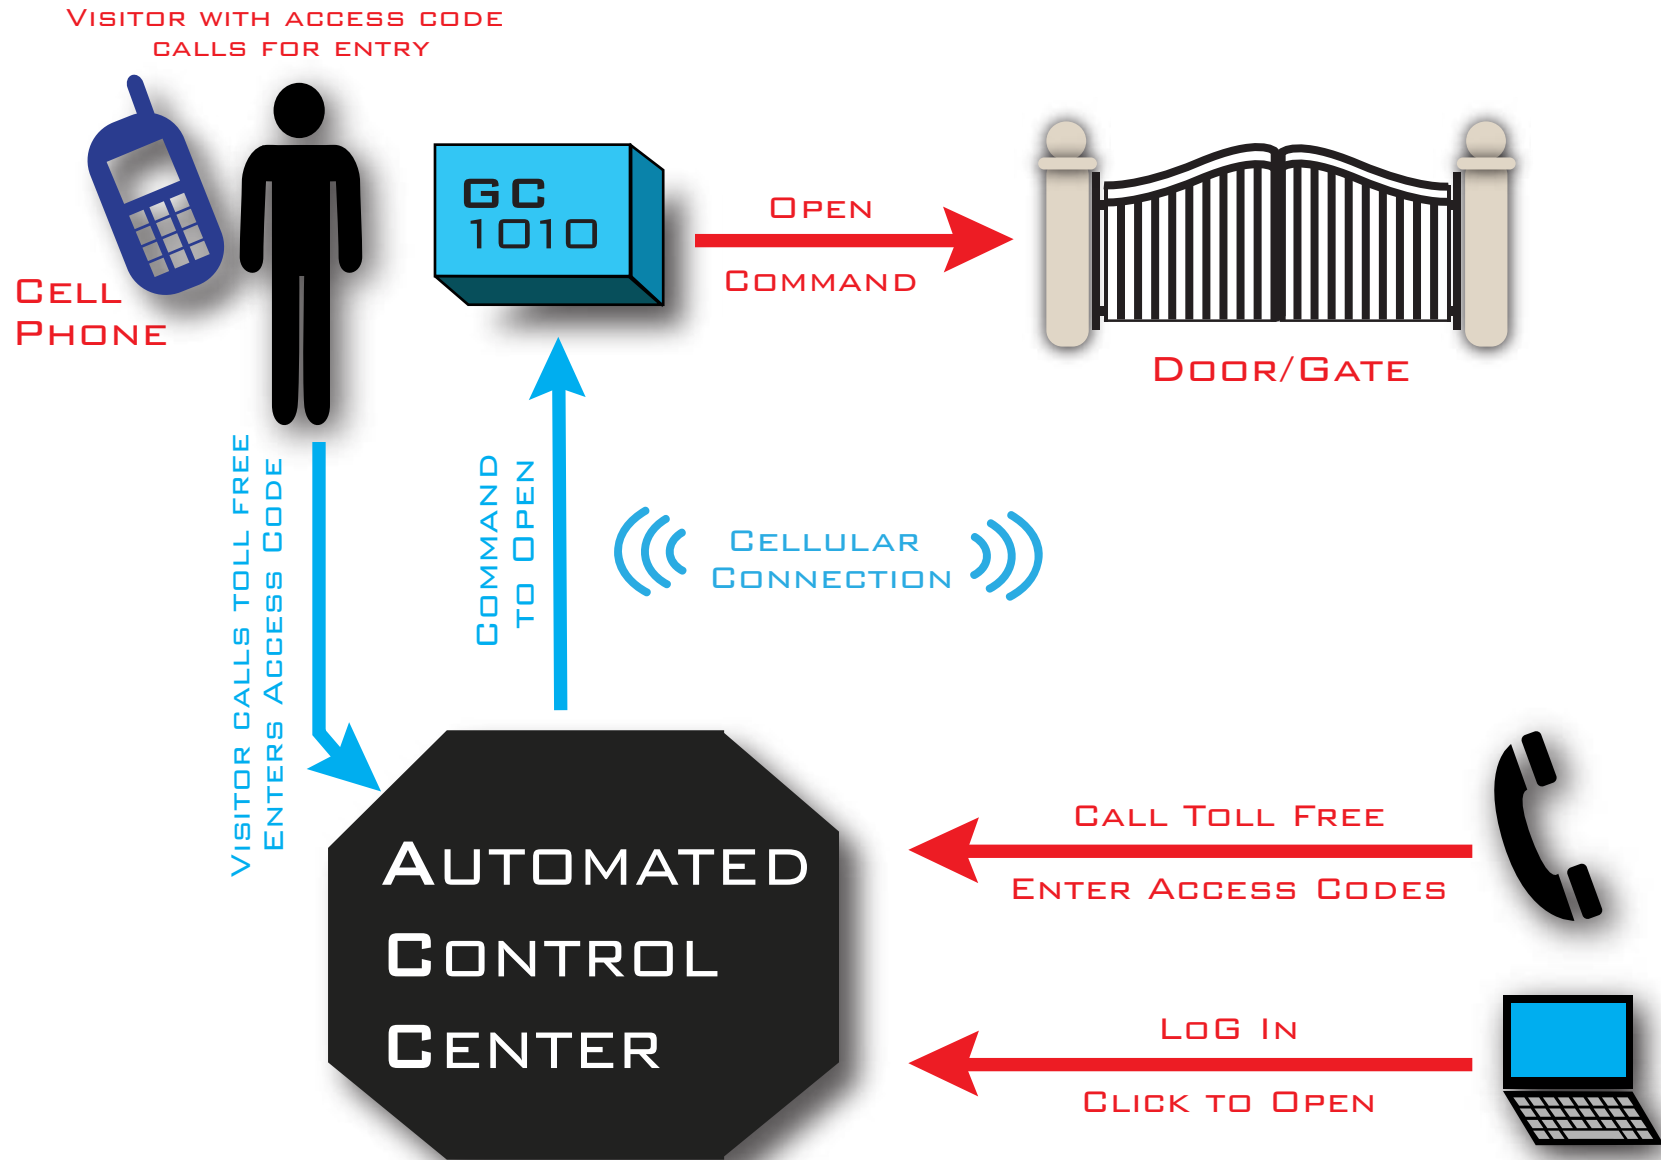 Visitor with access code
calls for entry
Cell
Phone
GC
1010
Open
Command
Door/Gate
Visitor calls toll free
Enters Access Code
Command
to Open
Cellular
Connection
Automated
Control
Center
Call Toll Free
Enter Access Codes
LoG In
Click to Open